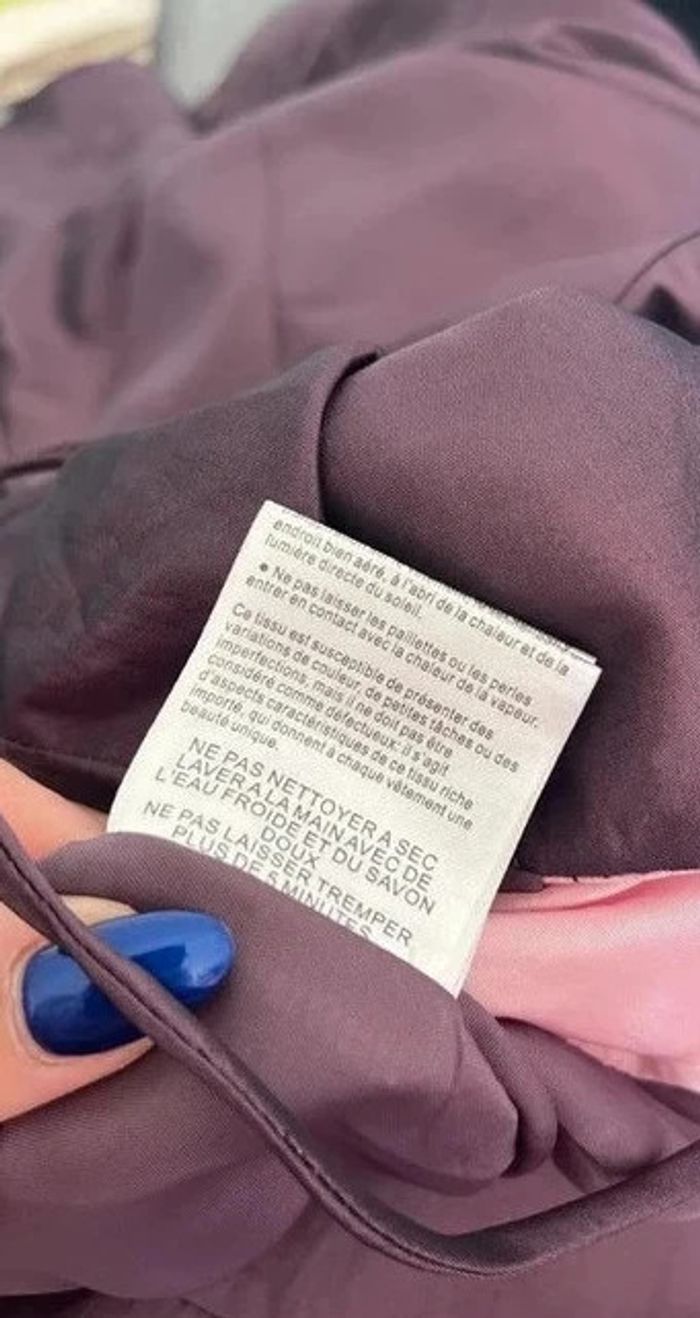 endroit bien aéré, à l'abri de la chaleur et de la
lumière directe du soleil.
• Ne pas laisser les paillettes ou les perles
entrer en contact avec la chaleur de la vapeur.
Ce tissu est susceptible de présenter des
variations de couleur, de petites tâches ou des
imperfections, mais il ne doit pas être
considéré comme défectueux: il s'agit
d'aspects caractéristiques de ce tissu riche
importé, qui donnent à chaque vêtement une
beauté unique.
NE PAS NETTOYER A SEC
LAVER A LA MAIN AVEC DE
L'EAU FROIDE ET DU SAVON
DOUX
NE PAS LAISSER TREMPER
PLUS DE 5 MINUTES